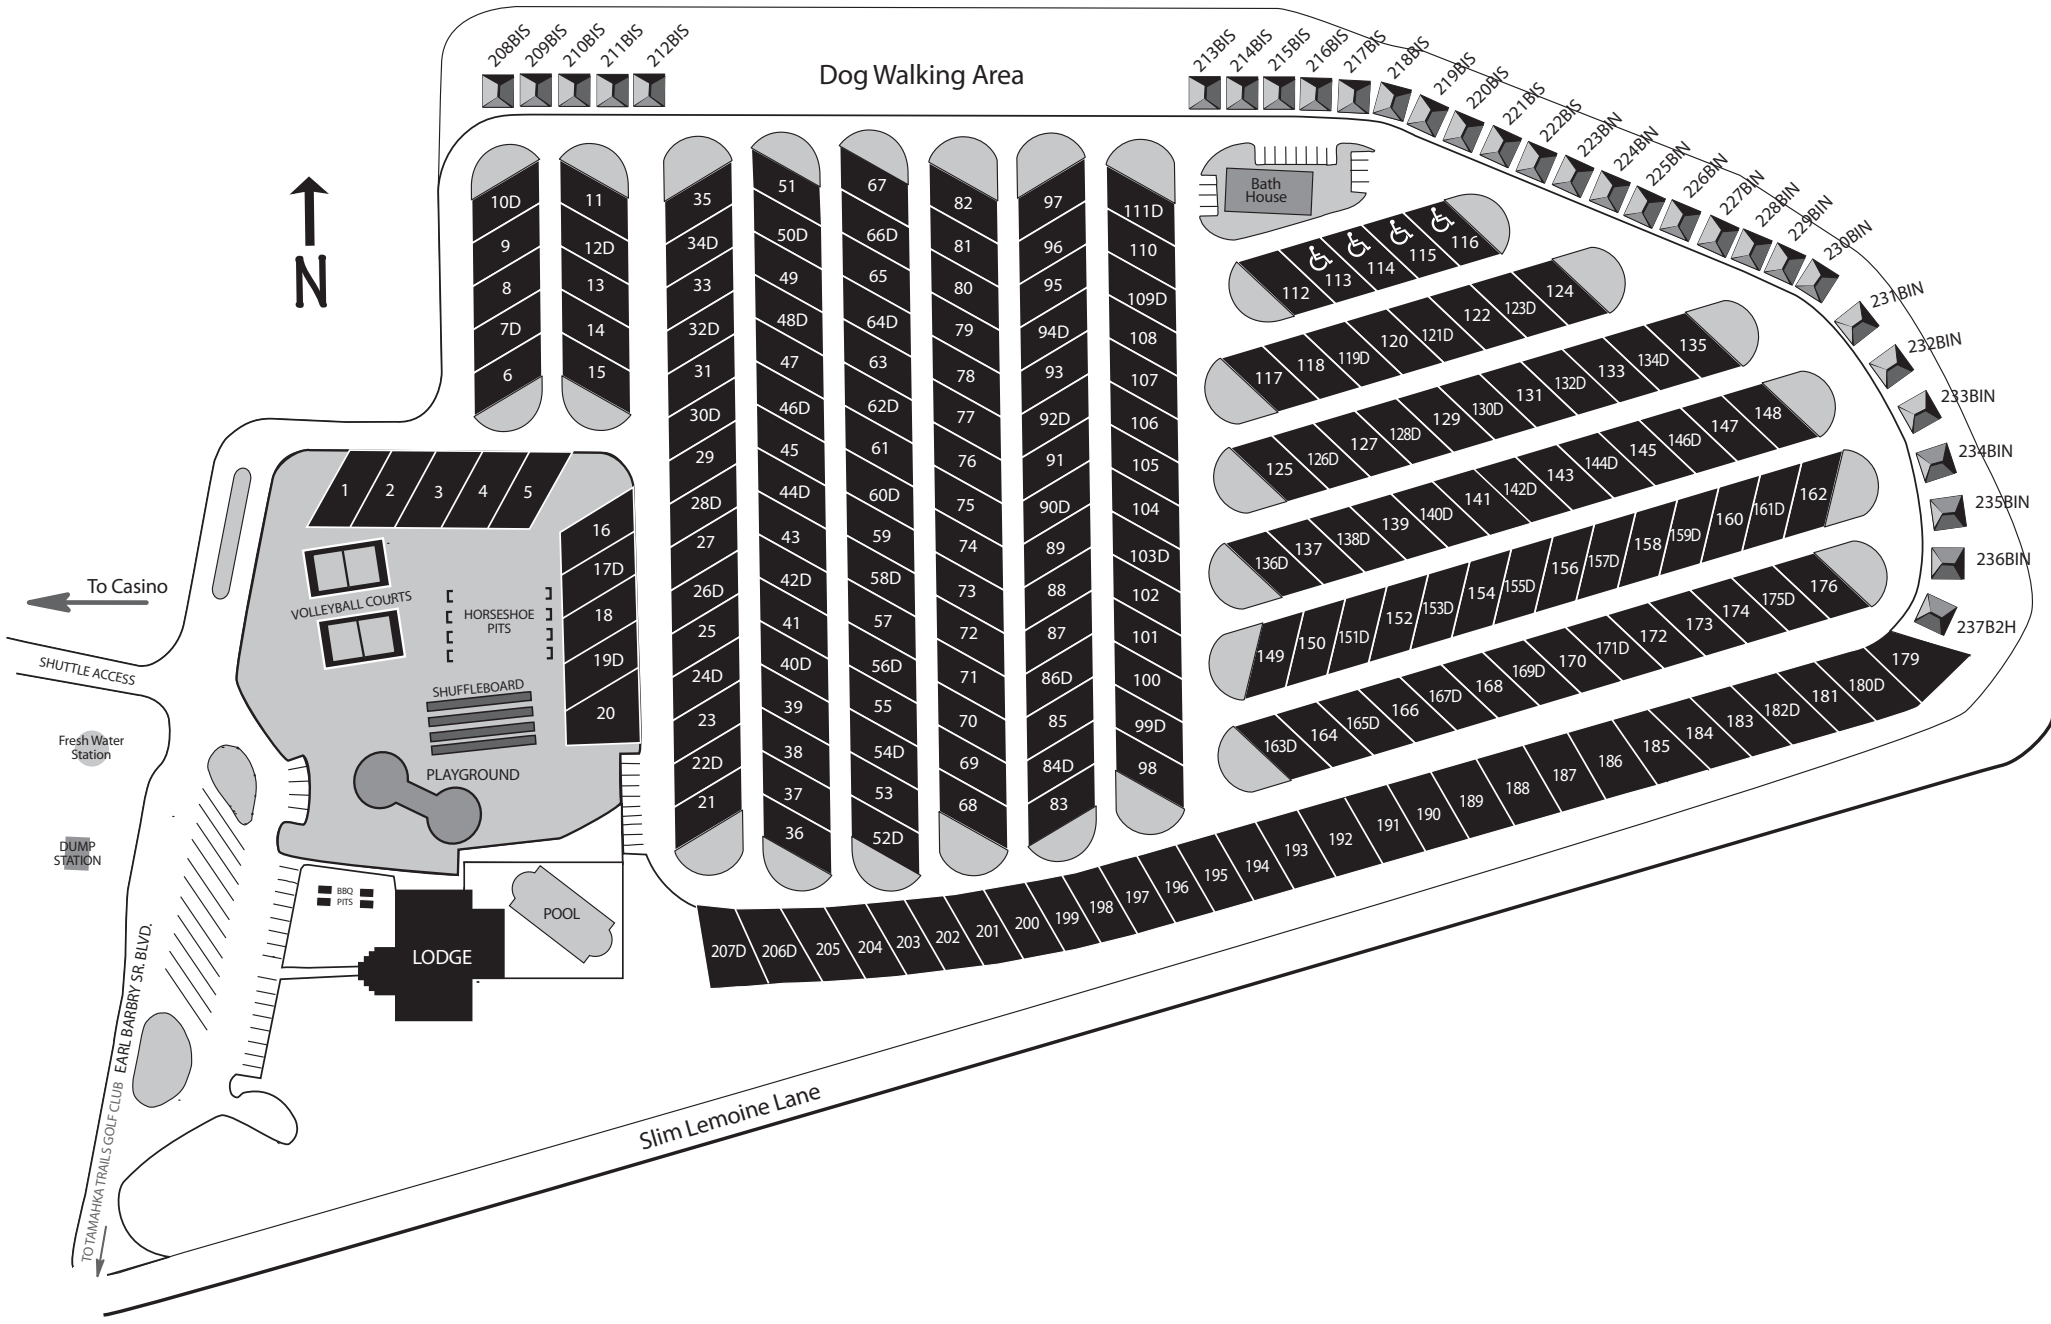 208BIS
209BIS
210BIS
211BIS
212BIS
Dog Walking Area
213BIS
214BIS
215BIS
216BIS
217BIS
218BIS
219BIS
220BIS
221BIS
222BIS
223BIN
224BIN
225BIN
226BIN
227BIN
228BIN
229BIN
230BIN
231BIN
232BIN
233BIN
234BIN
235BIN
236BIN
237B2H
N
10D
9
8
7D
6
11
12D
13
14
15
35
34D
33
32D
31
30D
29
28D
27
26D
25
24D
23
22D
21
51
50D
49
48D
47
46D
45
44D
43
42D
41
40D
39
38
37
36
67
66D
65
64D
63
62D
61
60D
59
58D
57
56D
55
54D
53
52D
82
81
80
79
78
77
76
75
74
73
72
71
70
69
68
97
96
95
94D
93
92D
91
90D
89
88
87
86D
85
84D
83
111D
110
109D
108
107
106
105
104
103D
102
101
100
99D
98
Bath
House
112
113
114
115
116
117
118
119D
120
121D
122
123D
124
125
126D
127
128D
129
130D
131
132D
133
134D
135
136D
137
138D
139
140D
141
142D
143
144D
145
146D
147
148
149
150
151D
152
153D
154
155D
156
157D
158
159D
160
161D
162
163D
164
165D
166
167D
168
169D
170
171D
172
173
174
175D
176
1
2
3
4
5
16
17D
18
19D
20
VOLLEYBALL COURTS
HORSESHOE
PITS
SHUFFLEBOARD
PLAYGROUND
To Casino
SHUTTLE ACCESS
Fresh Water
Station
DUMP
STATION
BBQ
PITS
LODGE
POOL
207D
206D
205
204
203
202
201
200
199
198
197
196
195
194
193
192
191
190
189
188
187
186
185
184
183
182D
181
180D
179
EARL BARBRY SR. BLVD.
TO TAMAHKA TRAILS GOLF CLUB
Slim Lemoine Lane